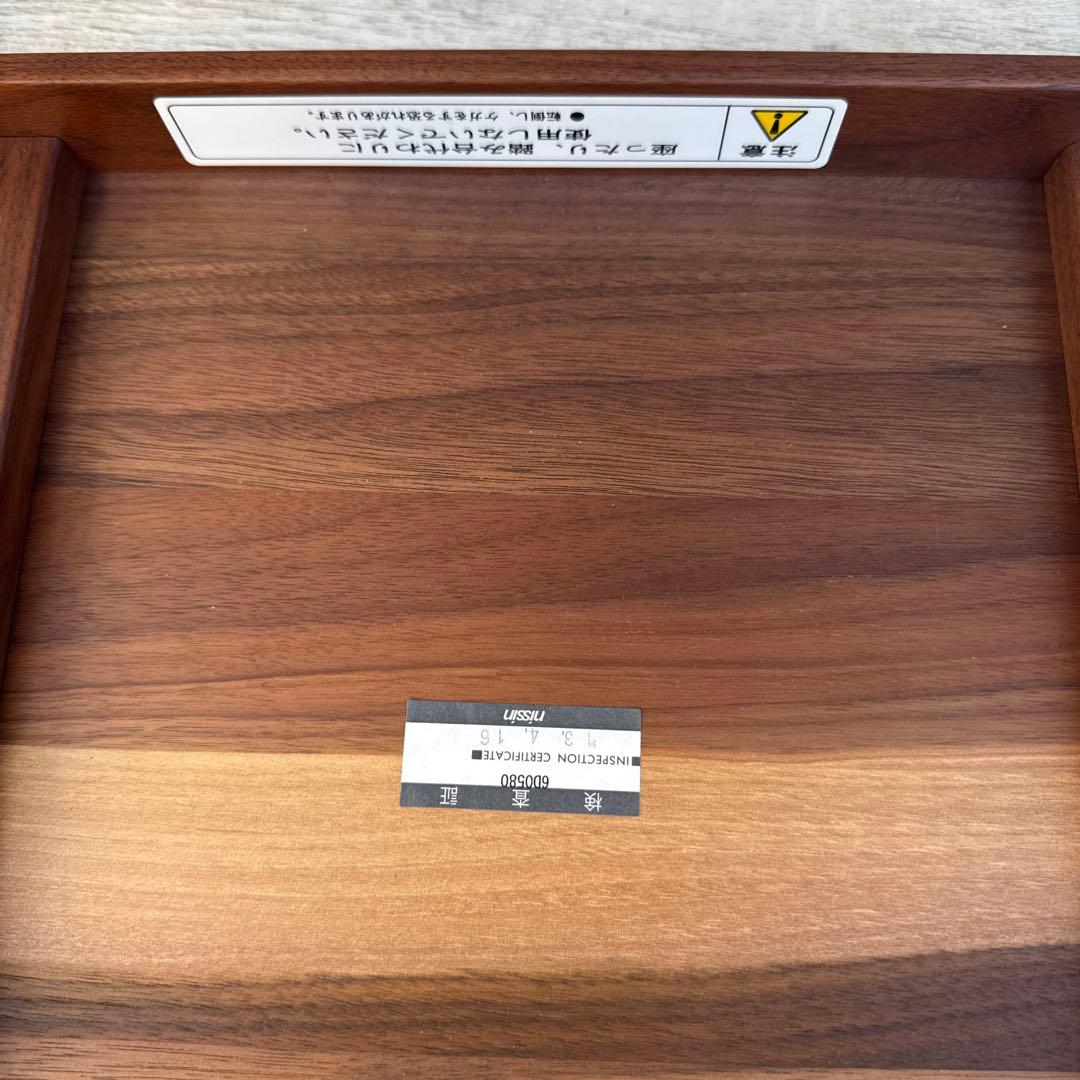 注意
座ったり、踏み台代わりに
使用しないでください。
● 転倒し、ケガをする恐れがあります。
検査証
6D0580
■INSPECTION CERTIFICATE■
'13.4.16
nissin